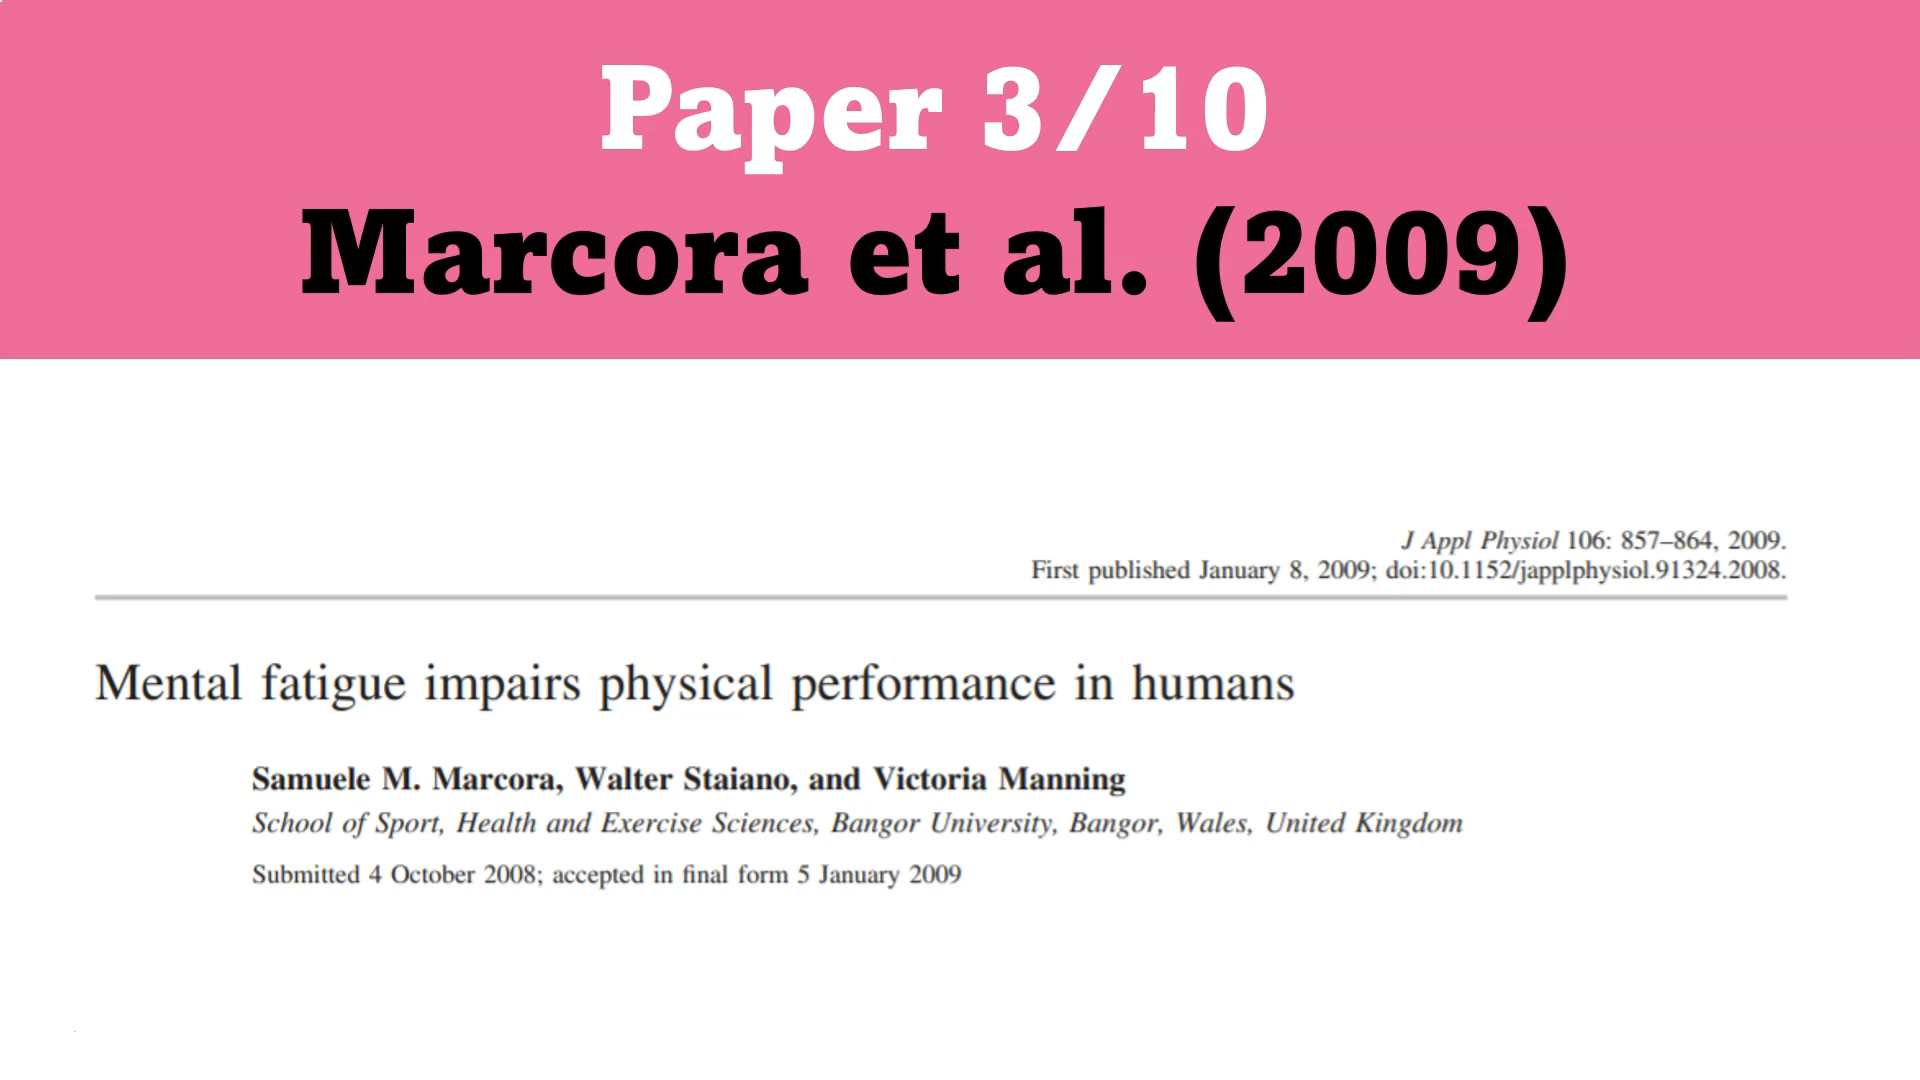 Paper 3/10
Marcora et al. (2009)
J Appl Physiol 106: 857–864, 2009.
First published January 8, 2009; doi:10.1152/japplphysiol.91324.2008.
Mental fatigue impairs physical performance in humans
Samuele M. Marcora, Walter Staiano, and Victoria Manning
School of Sport, Health and Exercise Sciences, Bangor University, Bangor, Wales, United Kingdom
Submitted 4 October 2008; accepted in final form 5 January 2009